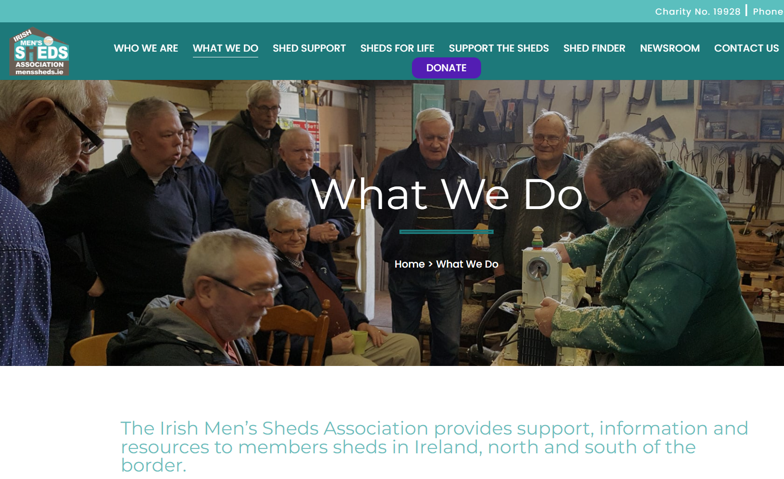 Charity No. 19928 | Phone
IRISH
MEN'S
SHEDS
ASSOCIATION
menssheds.ie
WHO WE ARE
WHAT WE DO
SHED SUPPORT
SHEDS FOR LIFE
SUPPORT THE SHEDS
SHED FINDER
NEWSROOM
CONTACT US
DONATE
What We Do
Home > What We Do
The Irish Men’s Sheds Association provides support, information and
resources to members sheds in Ireland, north and south of the
border.